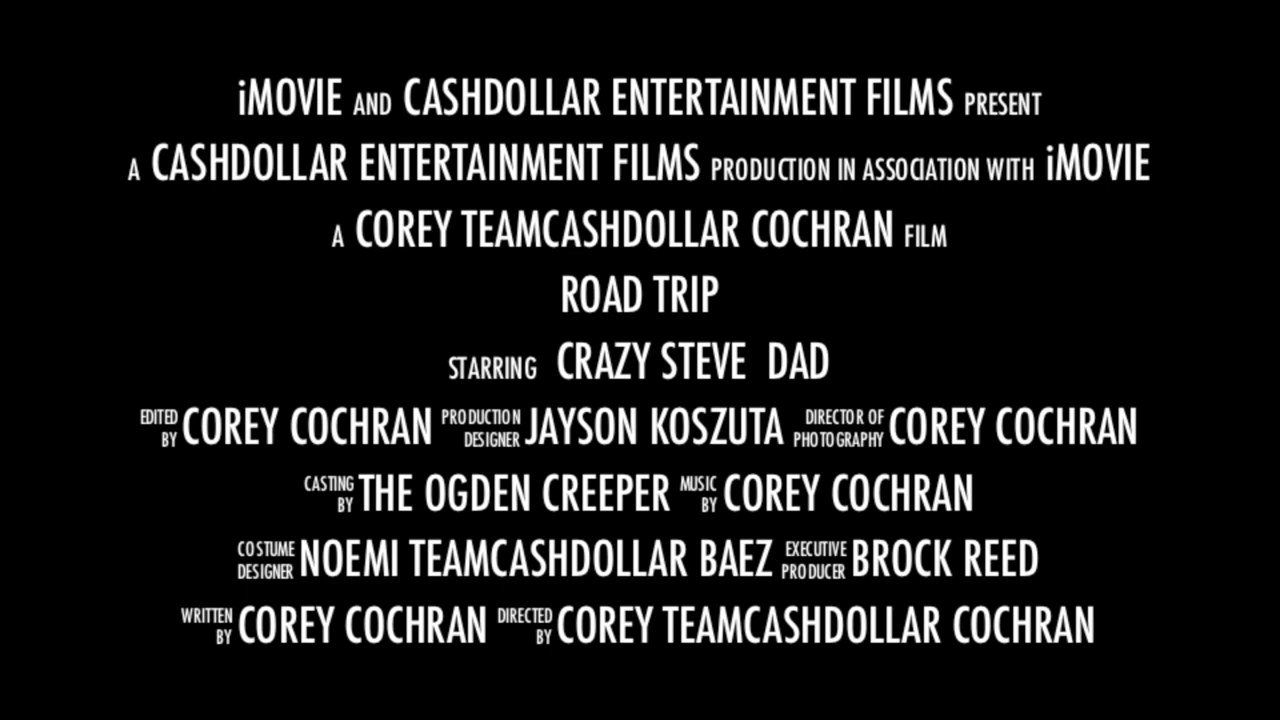 iMOVIE AND CASHDOLLAR ENTERTAINMENT FILMS PRESENT
A CASHDOLLAR ENTERTAINMENT FILMS PRODUCTION IN ASSOCIATION WITH iMOVIE
A COREY TEAMCASHDOLLAR COCHRAN FILM
ROAD TRIP
STARRING CRAZY STEVE DAD
EDITED BY COREY COCHRAN PRODUCTION DESIGNER JAYSON KOSZUTA DIRECTOR OF PHOTOGRAPHY COREY COCHRAN
CASTING BY THE OGDEN CREEPER MUSIC BY COREY COCHRAN
COSTUME DESIGNER NOEMI TEAMCASHDOLLAR BAEZ EXECUTIVE PRODUCER BROCK REED
WRITTEN BY COREY COCHRAN DIRECTED BY COREY TEAMCASHDOLLAR COCHRAN